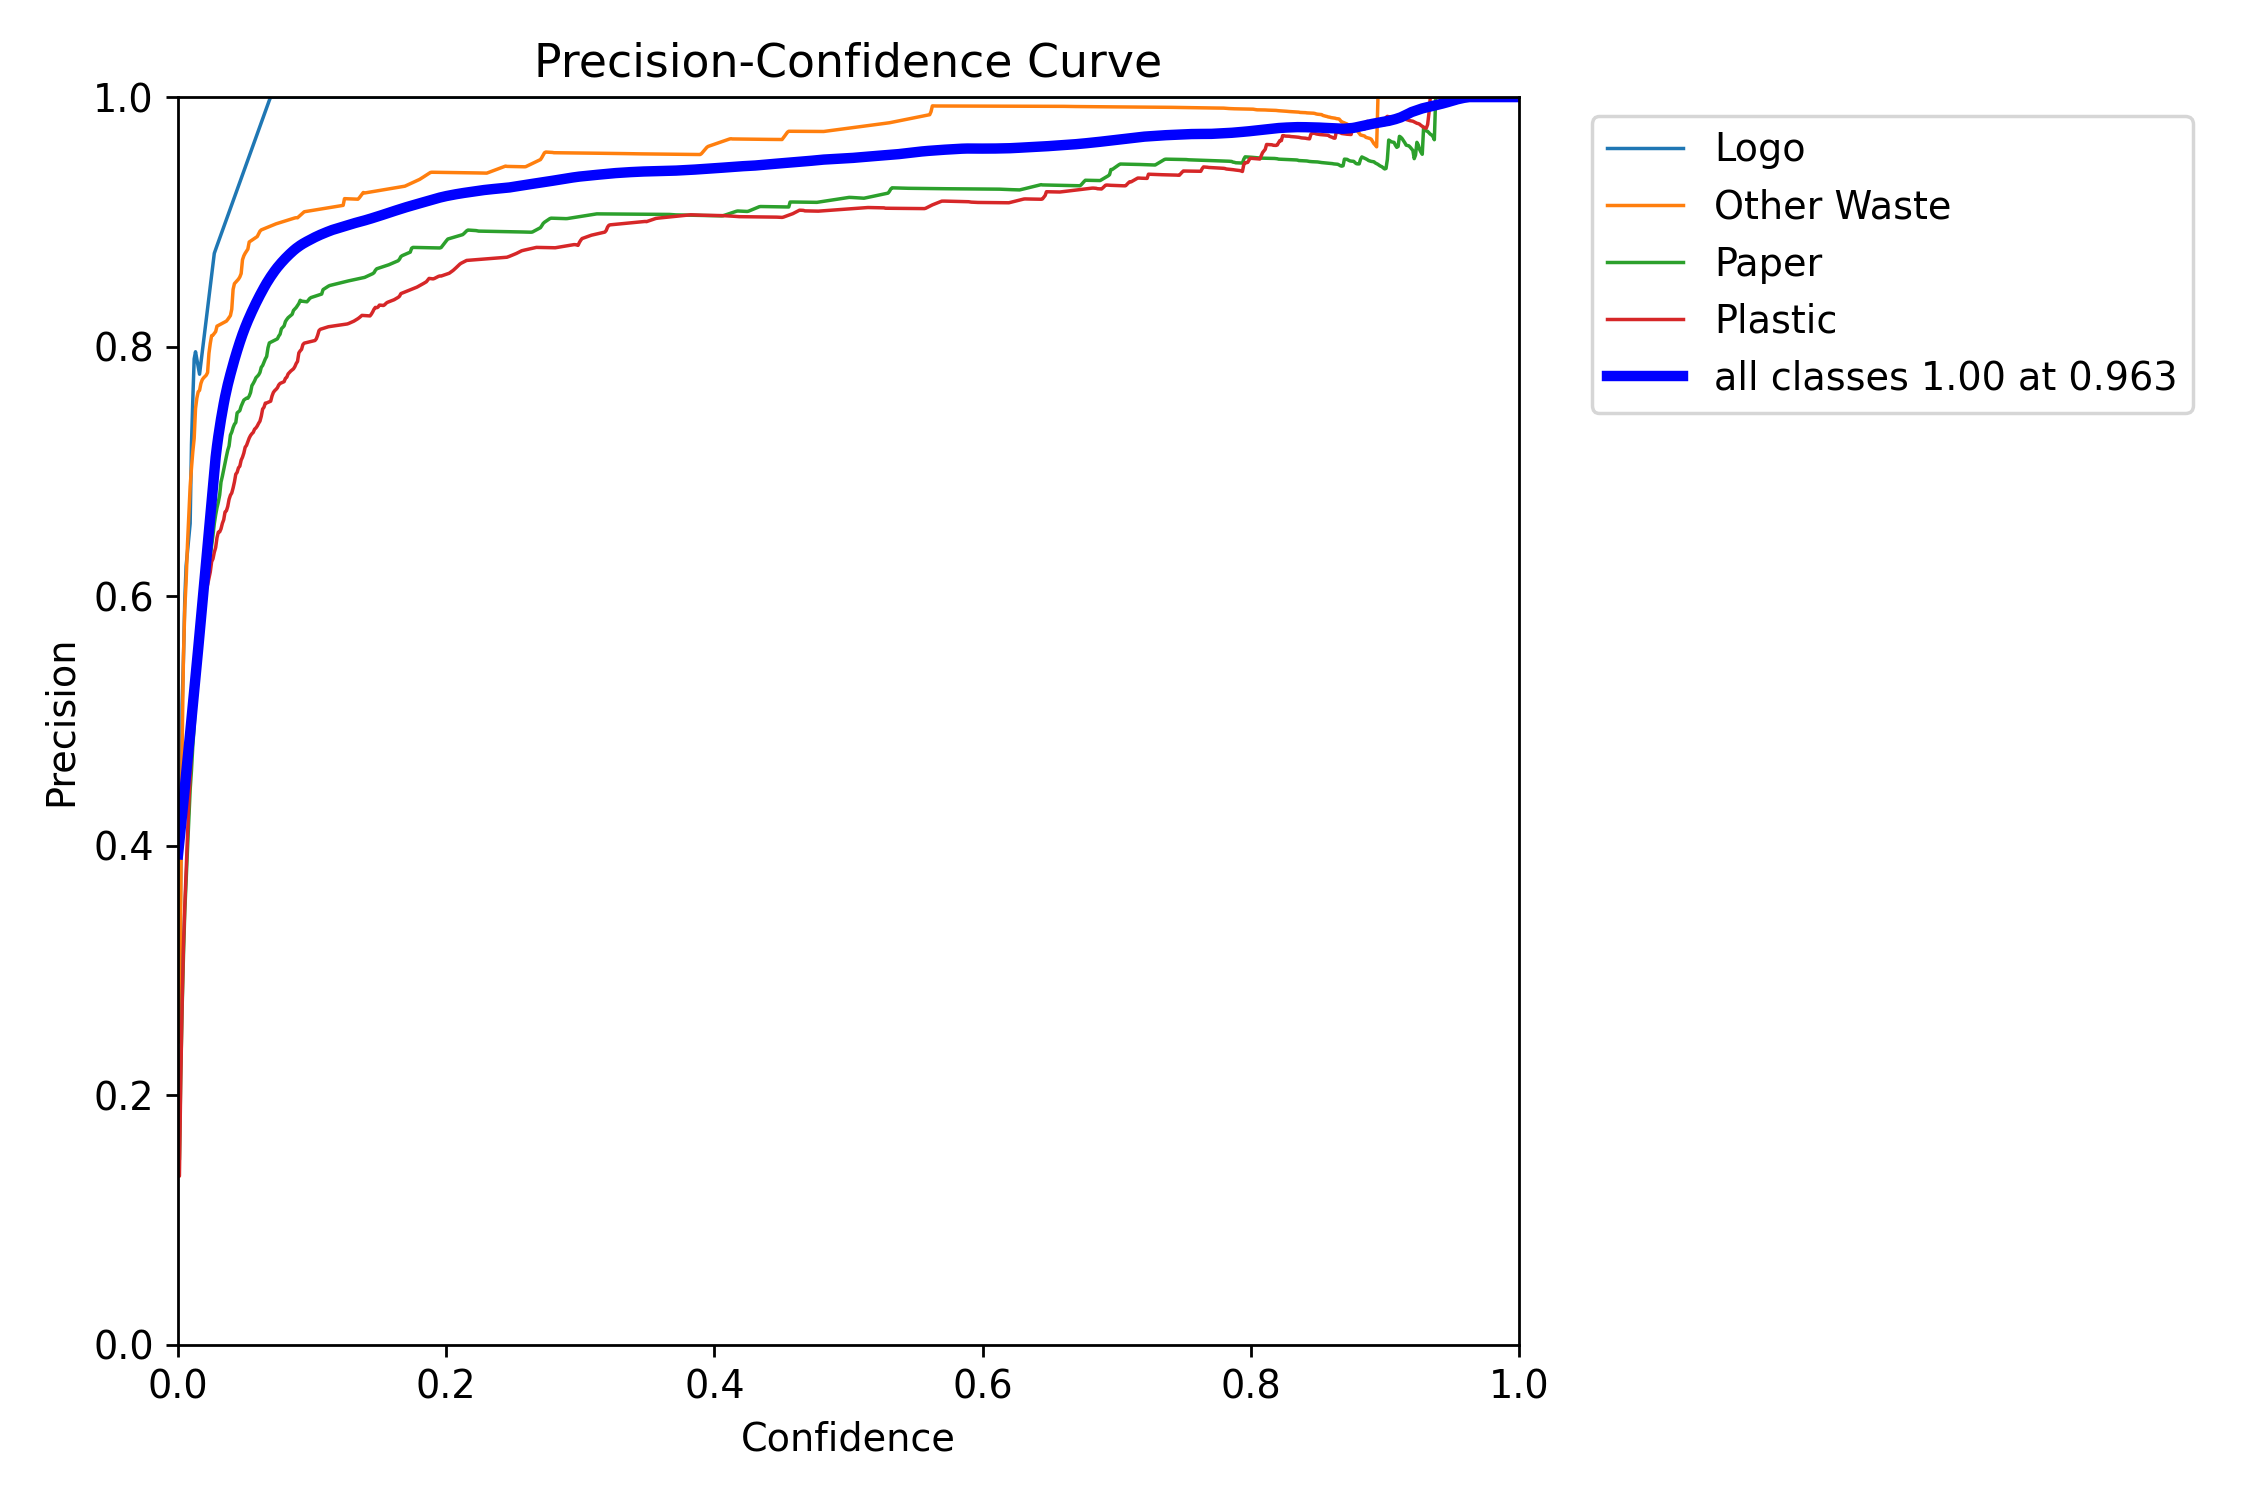 Precision-Confidence Curve
1.0
0.8
0.6
0.4
0.2
0.0
Precision
0.0 0.2 0.4 0.6 0.8 1.0
Confidence
Logo
Other Waste
Paper
Plastic
all classes 1.00 at 0.963